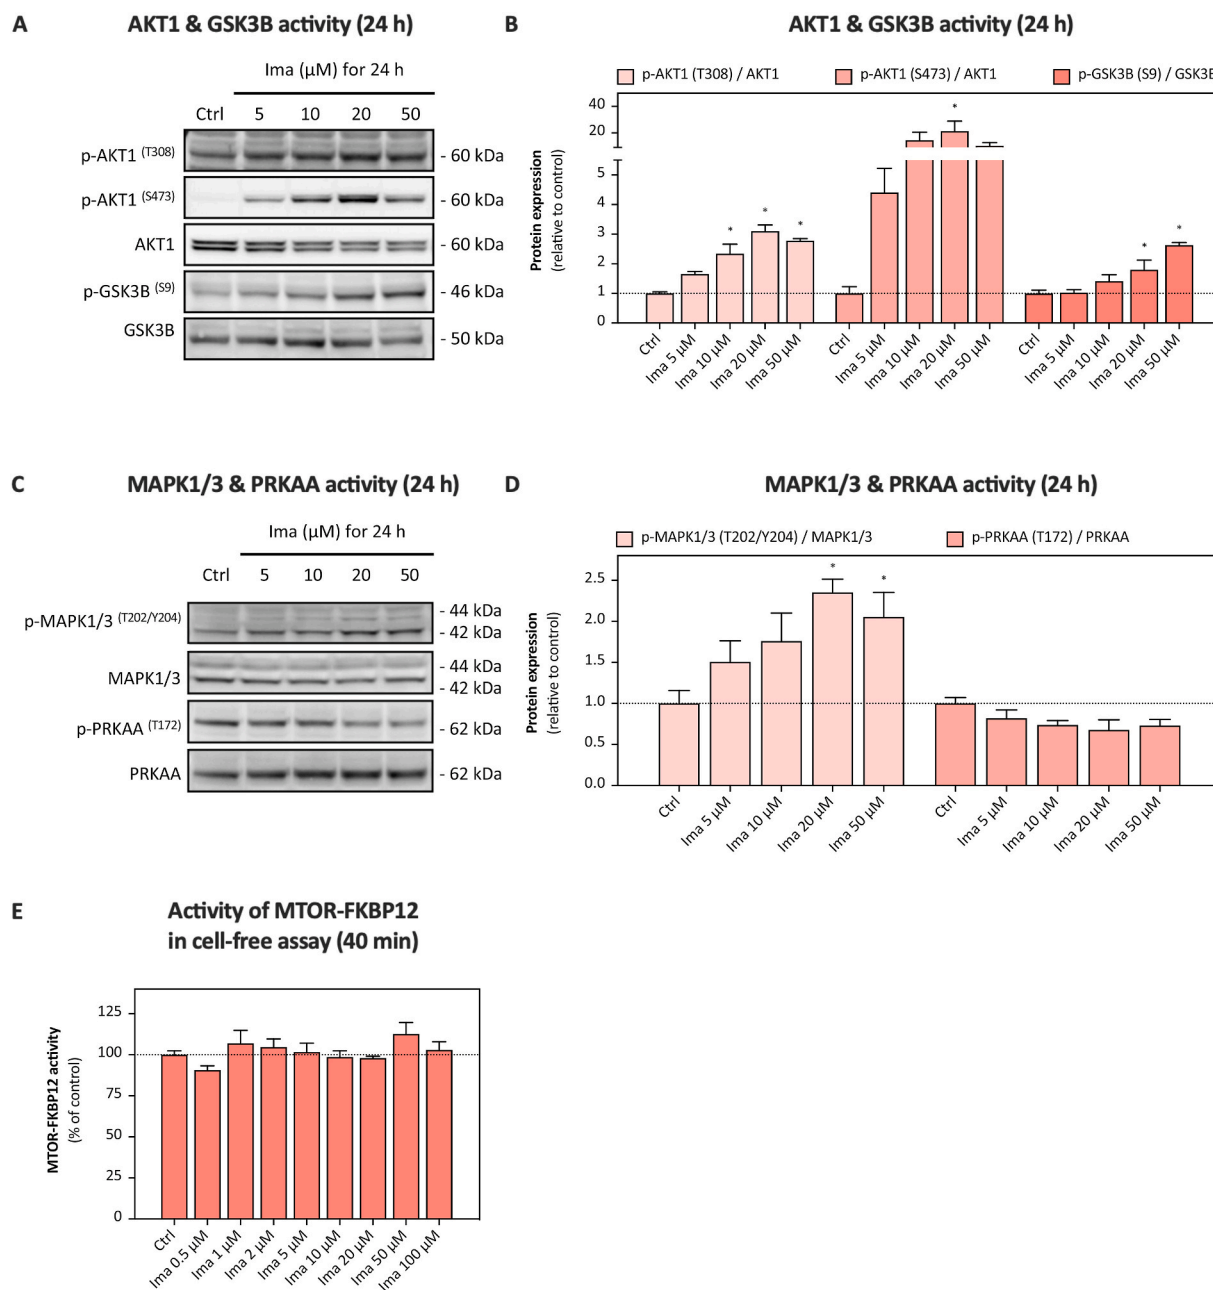 A
AKT1 & GSK3B activity (24 h)
Ima (µM) for 24 h
Ctrl 5 10 20 50
p-AKT1 (T308) - 60 kDa
p-AKT1 (S473) - 60 kDa
AKT1 - 60 kDa
p-GSK3B (S9) - 46 kDa
GSK3B - 50 kDa
B
AKT1 & GSK3B activity (24 h)
p-AKT1 (T308) / AKT1 p-AKT1 (S473) / AKT1 p-GSK3B (S9) / GSK3B
Protein expression
(relative to control)
40
20
5
4
3
2
1
0
* * * * * *
Ctrl Ima 5 µM Ima 10 µM Ima 20 µM Ima 50 µM Ctrl Ima 5 µM Ima 10 µM Ima 20 µM Ima 50 µM Ctrl Ima 5 µM Ima 10 µM Ima 20 µM Ima 50 µM
C
MAPK1/3 & PRKAA activity (24 h)
Ima (µM) for 24 h
Ctrl 5 10 20 50
p-MAPK1/3 (T202/Y204) - 44 kDa
- 42 kDa
MAPK1/3 - 44 kDa
- 42 kDa
p-PRKAA (T172) - 62 kDa
PRKAA - 62 kDa
D
MAPK1/3 & PRKAA activity (24 h)
p-MAPK1/3 (T202/Y204) / MAPK1/3 p-PRKAA (T172) / PRKAA
Protein expression
(relative to control)
2.5
2.0
1.5
1.0
0.5
0.0
* *
Ctrl Ima 5 µM Ima 10 µM Ima 20 µM Ima 50 µM Ctrl Ima 5 µM Ima 10 µM Ima 20 µM Ima 50 µM
E
Activity of MTOR-FKBP12
in cell-free assay (40 min)
MTOR-FKBP12 activity
(% of control)
125
100
75
50
25
0
Ctrl Ima 0.5 µM Ima 1 µM Ima 2 µM Ima 5 µM Ima 10 µM Ima 20 µM Ima 50 µM Ima 100 µM